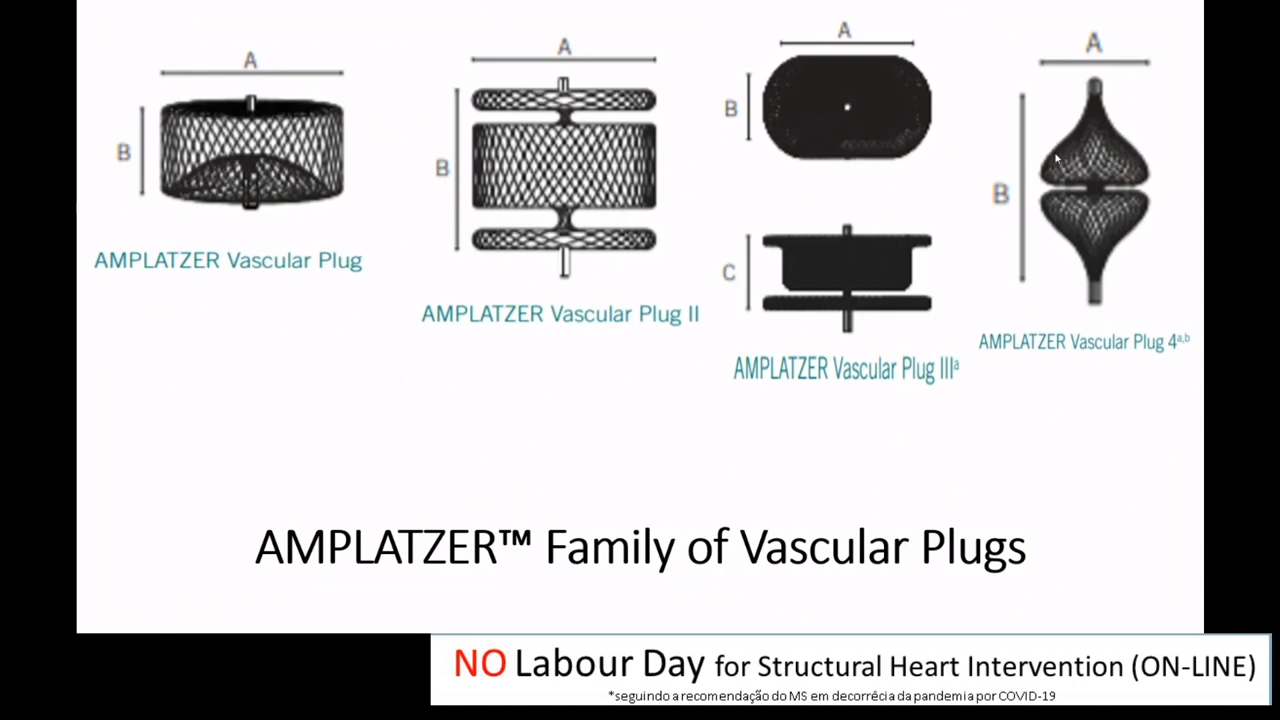 A
B
AMPLATZER Vascular Plug
A
B
AMPLATZER Vascular Plug II
A
B
C
AMPLATZER Vascular Plug IIIª
A
B
AMPLATZER Vascular Plug 4ª,ᵇ
AMPLATZER™ Family of Vascular Plugs
NO Labour Day for Structural Heart Intervention (ON-LINE)
*seguindo a recomendação do MS em decorrêcia da pandemia por COVID-19